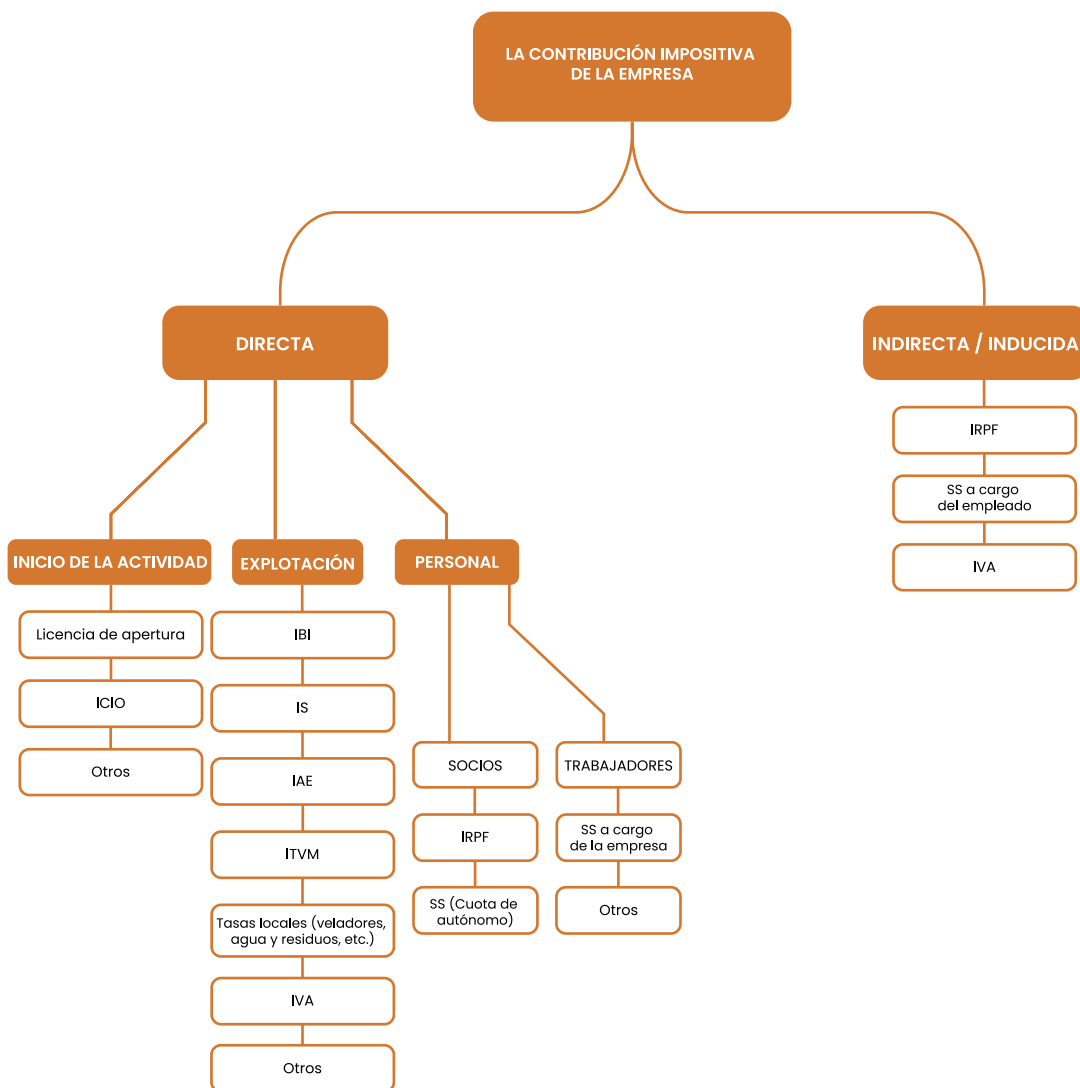 LA CONTRIBUCIÓN IMPOSITIVA
DE LA EMPRESA
DIRECTA
INDIRECTA / INDUCIDA
IRPF
SS a cargo
del empleado
IVA
INICIO DE LA ACTIVIDAD
Licencia de apertura
ICIO
Otros
EXPLOTACIÓN
IBI
IS
IAE
ITVM
Tasas locales (veladores,
agua y residuos, etc.)
IVA
Otros
PERSONAL
SOCIOS
IRPF
SS (Cuota de
autónomo)
TRABAJADORES
SS a cargo
de la empresa
Otros